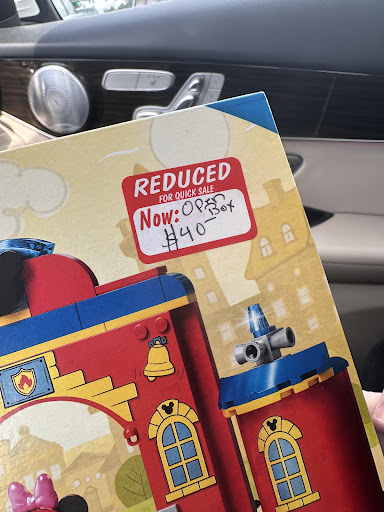 REDUCED
FOR QUICK SALE
Now: Open
Box
$40-